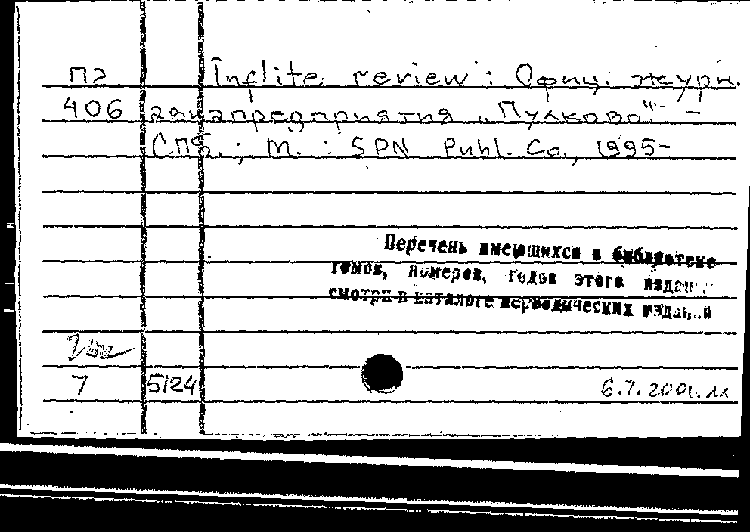 П2 Inflite review : Офиц. журн.
406 авиапредприятия „Пулково" -
СПб. ; М. : SPN Publ. Co., 1995-
Перечень имеющихся в библиотеке
томов, номеров, годов этого издания
смотри в каталоге периодических изданий
7 5124 6.7.2001.